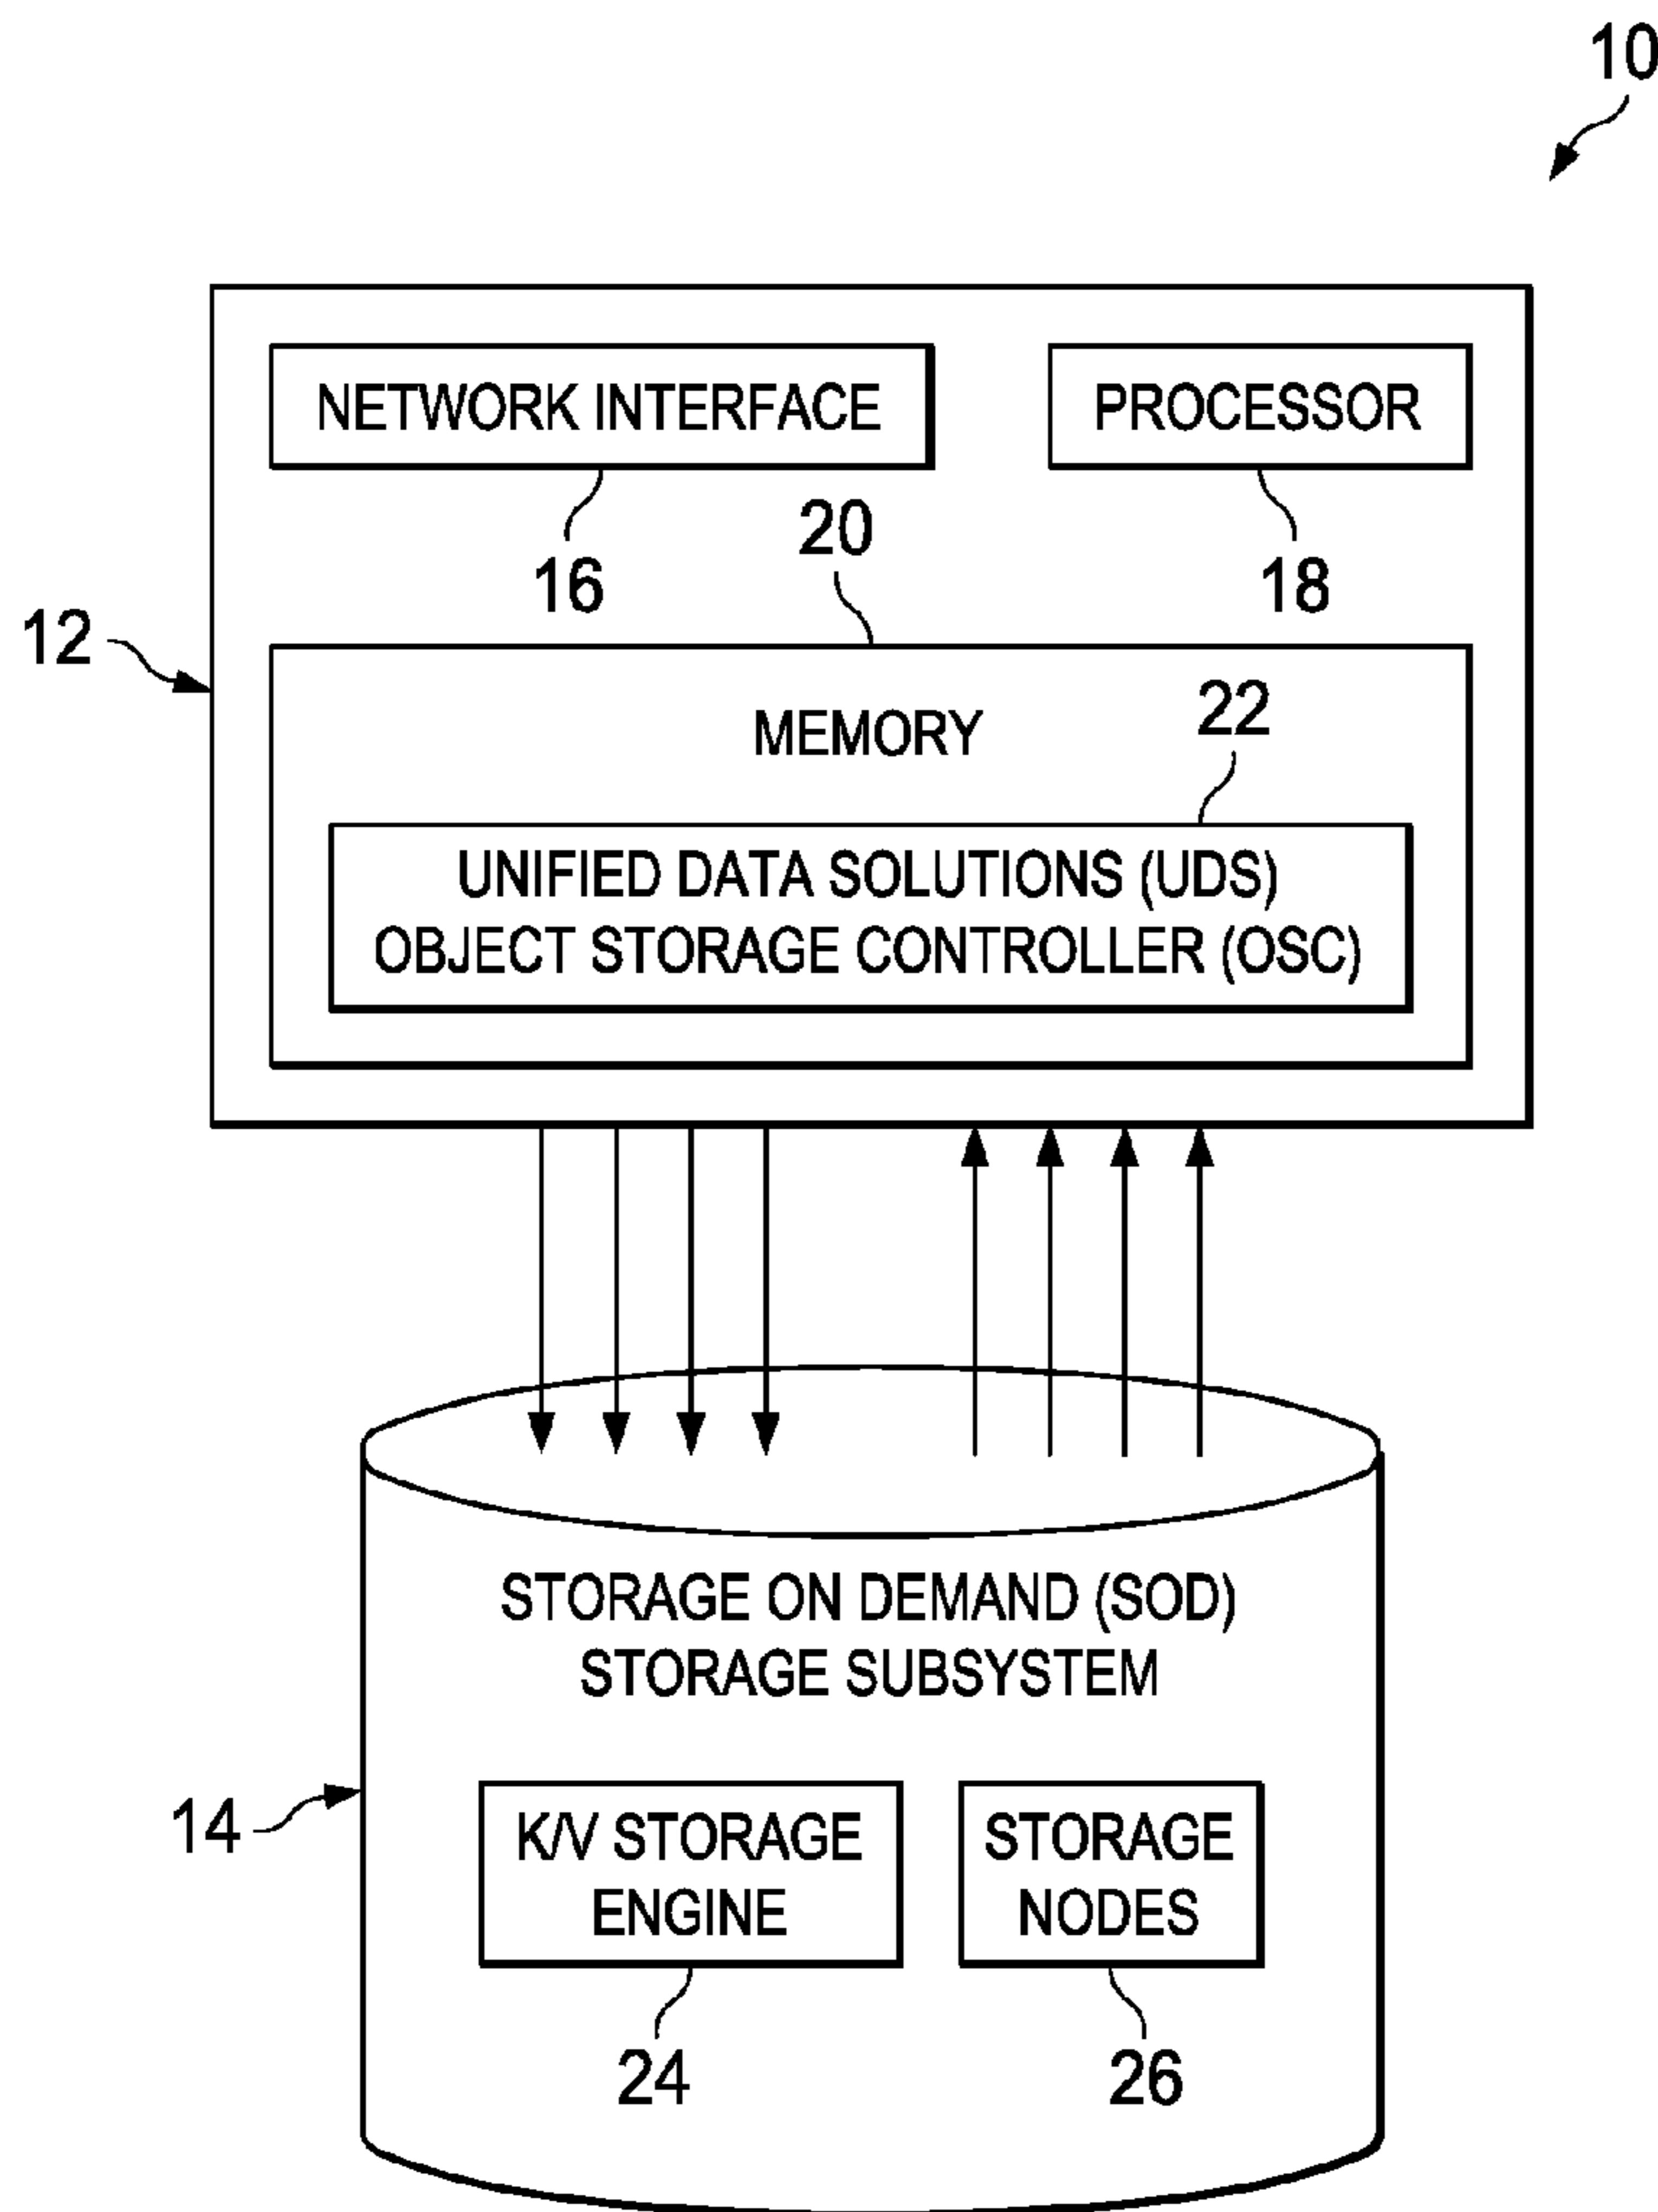 10
NETWORK INTERFACE
PROCESSOR
20
16
18
12
22
MEMORY
UNIFIED DATA SOLUTIONS (UDS)
OBJECT STORAGE CONTROLLER (OSC)
STORAGE ON DEMAND (SOD)
STORAGE SUBSYSTEM
14
K/V STORAGE
ENGINE
STORAGE
NODES
24
26